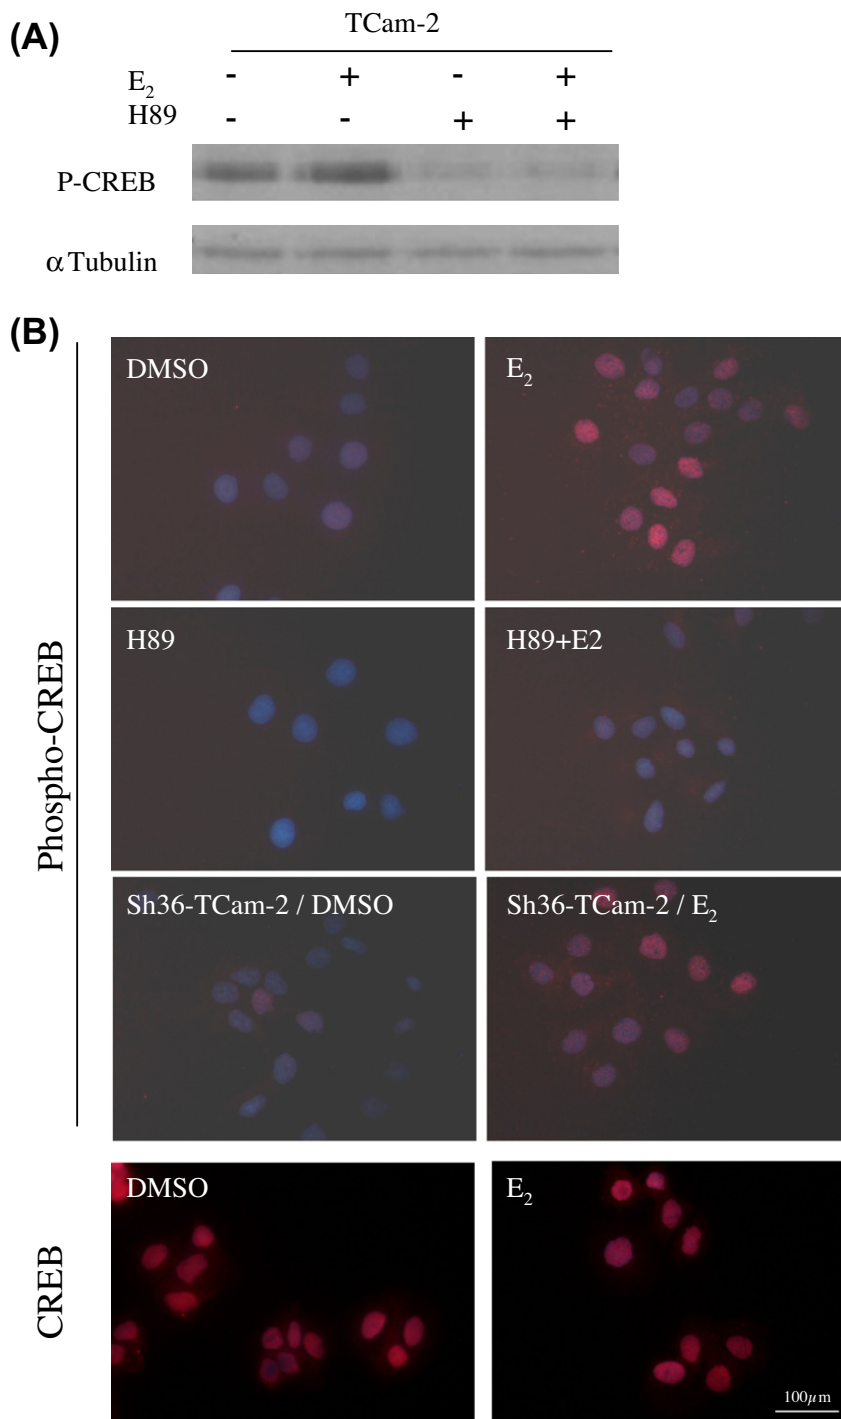 (A)
TCam-2
E₂ - + - +
H89 - - + +
P-CREB
α Tubulin
(B)
Phospho-CREB
DMSO
E₂
H89
H89+E2
Sh36-TCam-2 / DMSO
Sh36-TCam-2 / E₂
CREB
DMSO
E₂
100μm